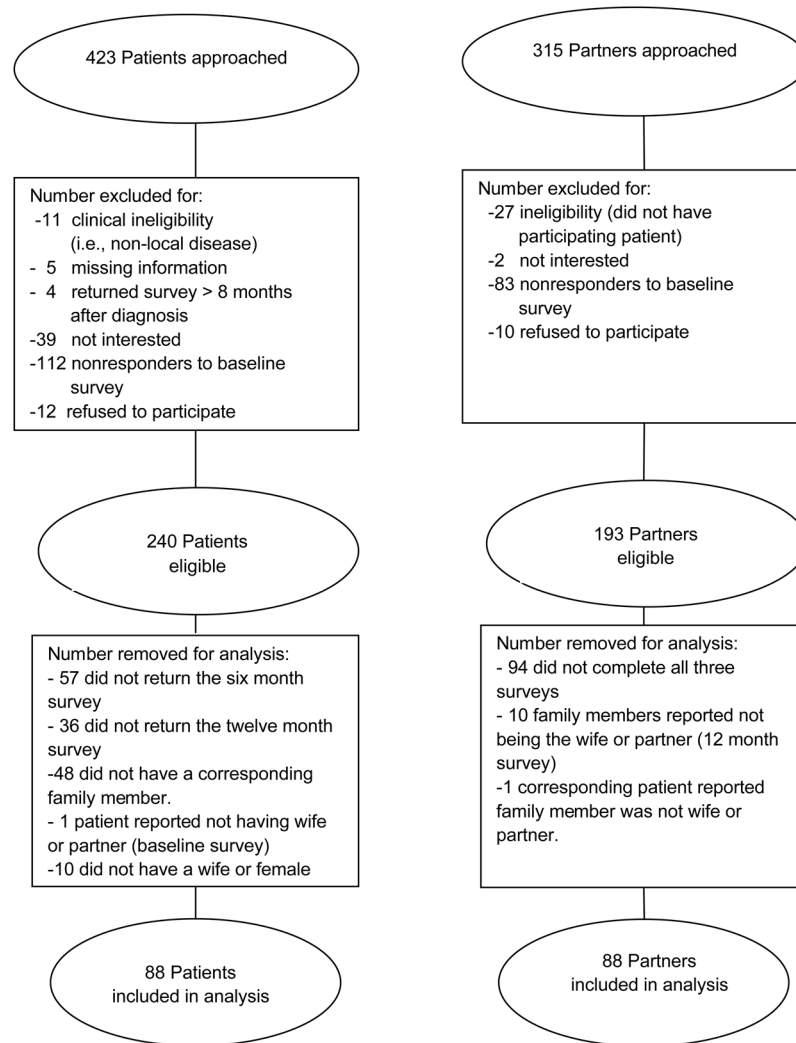 423 Patients approached
Number excluded for:
-11 clinical ineligibility
(i.e., non-local disease)
- 5 missing information
- 4 returned survey > 8 months
after diagnosis
-39 not interested
-112 nonresponders to baseline
survey
-12 refused to participate
240 Patients
eligible
Number removed for analysis:
- 57 did not return the six month
survey
- 36 did not return the twelve month
survey
-48 did not have a corresponding
family member.
- 1 patient reported not having wife
or partner (baseline survey)
-10 did not have a wife or female
88 Patients
included in analysis
315 Partners approached
Number excluded for:
-27 ineligibility (did not have
participating patient)
-2 not interested
-83 nonresponders to baseline
survey
-10 refused to participate
193 Partners
eligible
Number removed for analysis:
- 94 did not complete all three
surveys
- 10 family members reported not
being the wife or partner (12 month
survey)
-1 corresponding patient reported
family member was not wife or
partner.
88 Partners
included in analysis